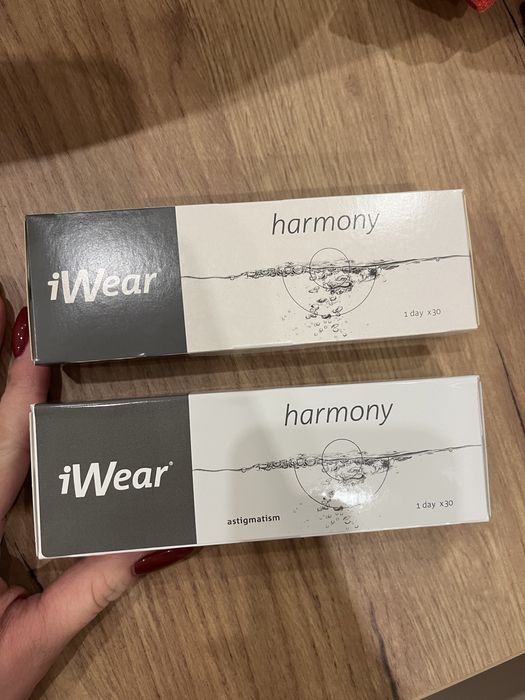 harmony
iWear
1 day x30
harmony
iWear®
astigmatism
1 day x30